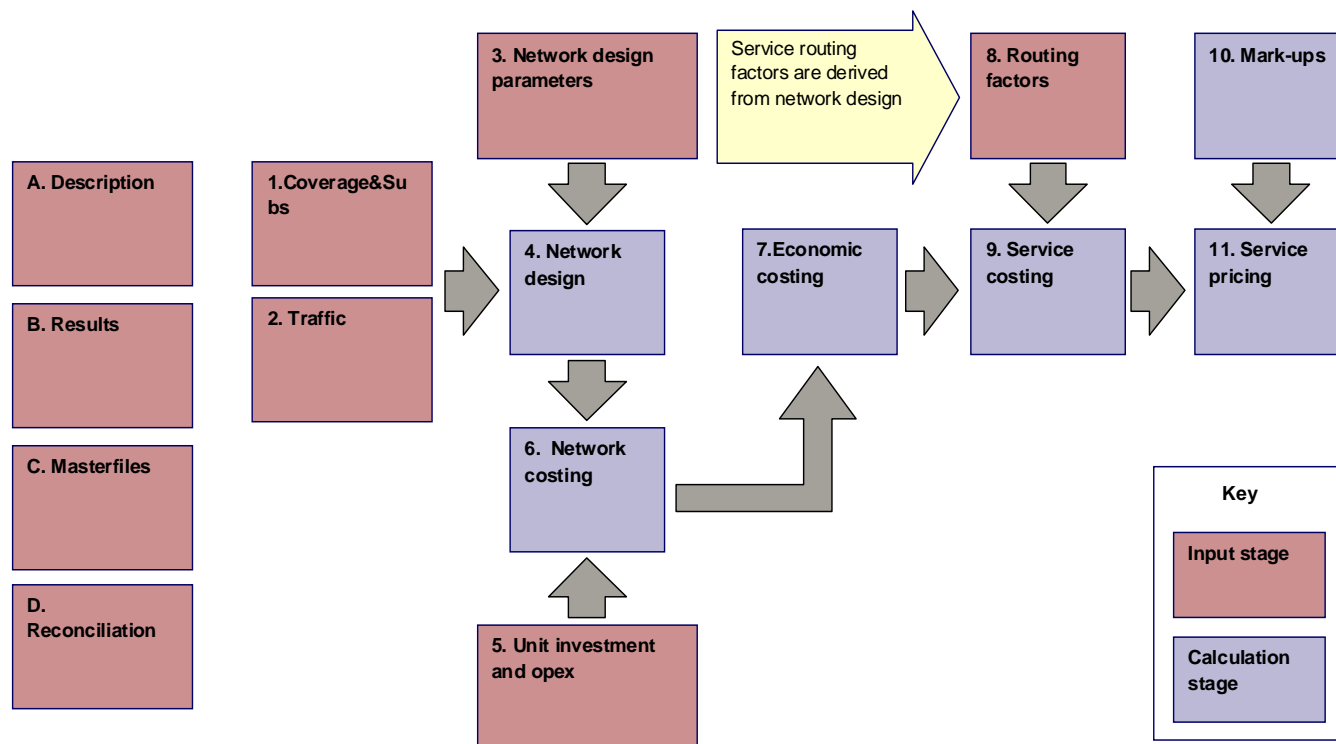 3. Network design
parameters
Service routing
factors are derived
from network design
8. Routing
factors
10. Mark-ups
A. Description
1.Coverage&Su
bs
4. Network
design
7.Economic
costing
9. Service
costing
11. Service
pricing
B. Results
2. Traffic
C. Masterfiles
6.  Network
costing
D.
Reconciliation
5. Unit investment
and opex
Key
Input stage
Calculation
stage